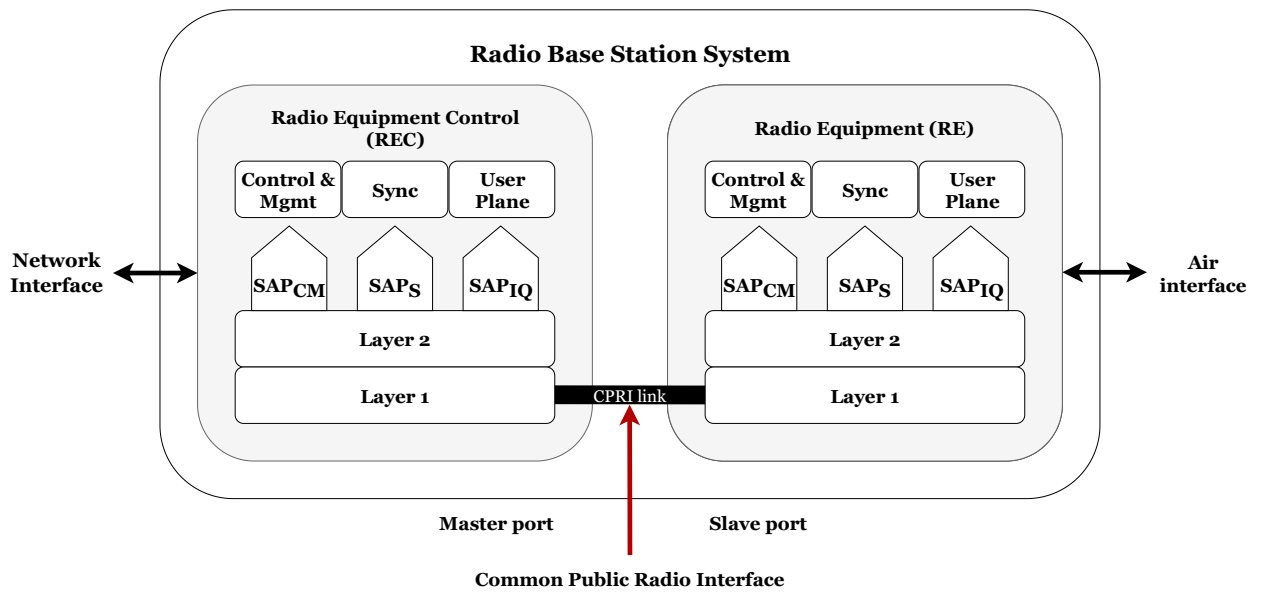 Radio Base Station System
Radio Equipment Control
(REC)
Control &
Mgmt
Sync
User
Plane
SAPCM
SAPS
SAPIQ
Layer 2
Layer 1
Radio Equipment (RE)
Control &
Mgmt
Sync
User
Plane
SAPCM
SAPS
SAPIQ
Layer 2
Layer 1
Network
Interface
Air
interface
CPRI link
Master port
Slave port
Common Public Radio Interface